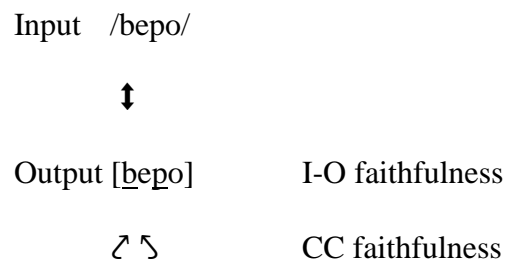 Input /bepo/
⬍
Output [bepo] I-O faithfulness
⤤ ⤣ CC faithfulness